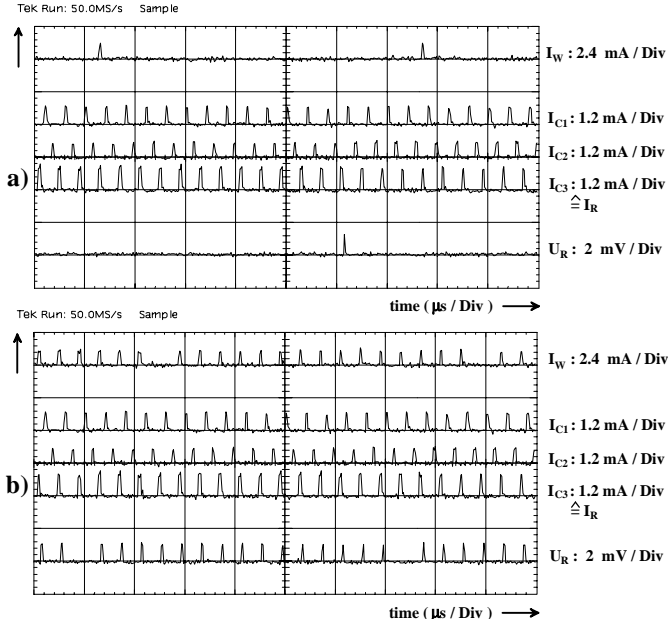 Tek Run: 50.0MS/s Sample
I_W : 2.4 mA / Div
I_C1 : 1.2 mA / Div
I_C2 : 1.2 mA / Div
a)
I_C3 : 1.2 mA / Div
≙ I_R
U_R : 2 mV / Div
time ( μs / Div )
Tek Run: 50.0MS/s Sample
I_W : 2.4 mA / Div
I_C1 : 1.2 mA / Div
I_C2 : 1.2 mA / Div
b)
I_C3 : 1.2 mA / Div
≙ I_R
U_R : 2 mV / Div
time ( μs / Div )